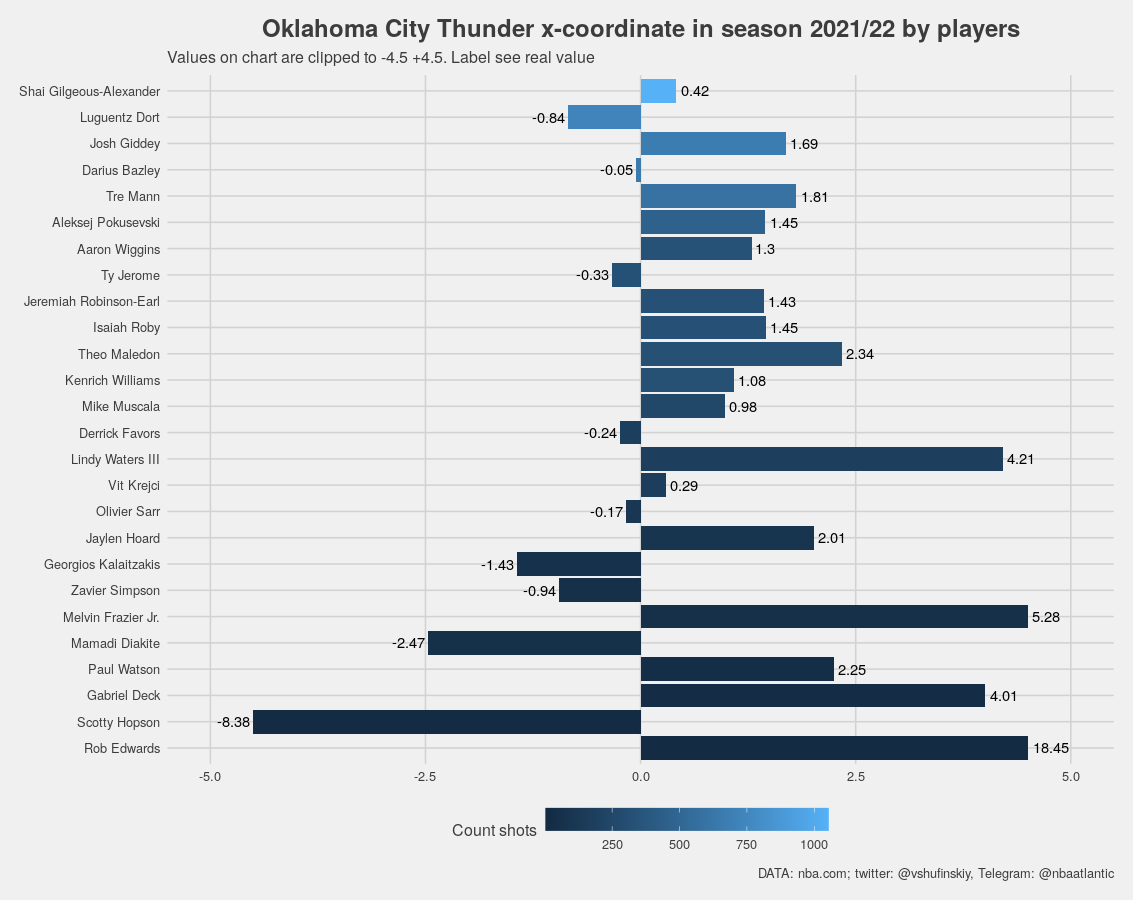 Oklahoma City Thunder x-coordinate in season 2021/22 by players
Values on chart are clipped to -4.5 +4.5. Label see real value
Shai Gilgeous-Alexander 0.42
Luguentz Dort -0.84
Josh Giddey 1.69
Darius Bazley -0.05
Tre Mann 1.81
Aleksej Pokusevski 1.45
Aaron Wiggins 1.3
Ty Jerome -0.33
Jeremiah Robinson-Earl 1.43
Isaiah Roby 1.45
Theo Maledon 2.34
Kenrich Williams 1.08
Mike Muscala 0.98
Derrick Favors -0.24
Lindy Waters III 4.21
Vit Krejci 0.29
Olivier Sarr -0.17
Jaylen Hoard 2.01
Georgios Kalaitzakis -1.43
Zavier Simpson -0.94
Melvin Frazier Jr. 5.28
Mamadi Diakite -2.47
Paul Watson 2.25
Gabriel Deck 4.01
Scotty Hopson -8.38
Rob Edwards 18.45
-5.0 -2.5 0.0 2.5 5.0
Count shots
250 500 750 1000
DATA: nba.com; twitter: @vshufinskiy, Telegram: @nbaatlantic